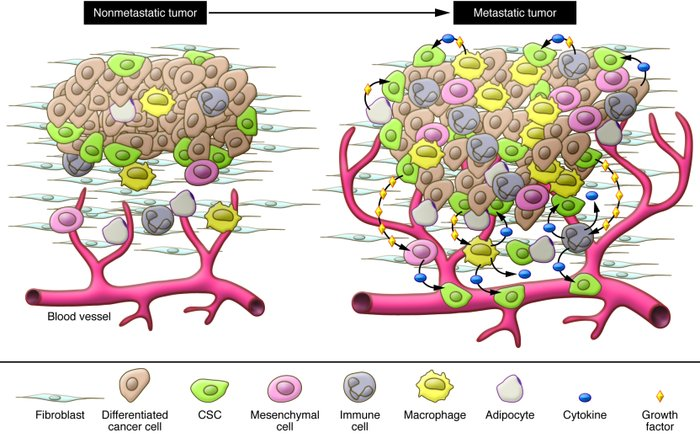 Nonmetastatic tumor
Metastatic tumor
Blood vessel
Fibroblast
Differentiated
cancer cell
CSC
Mesenchymal
cell
Immune
cell
Macrophage
Adipocyte
Cytokine
Growth
factor